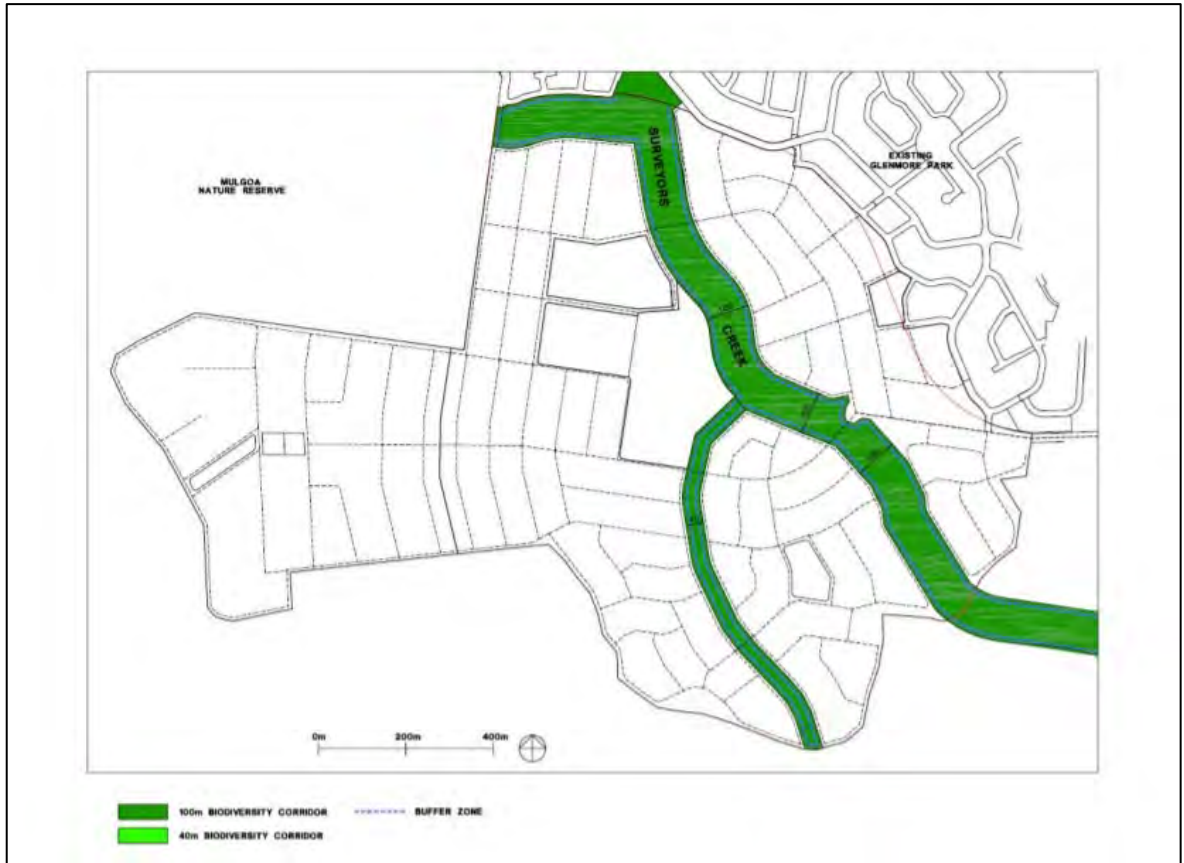 MULGOA
NATURE RESERVE
SURVEYORS
CREEK
EXISTING
GLENMORE PARK
0m 200m 400m
100m BIODIVERSITY CORRIDOR
BUFFER ZONE
40m BIODIVERSITY CORRIDOR